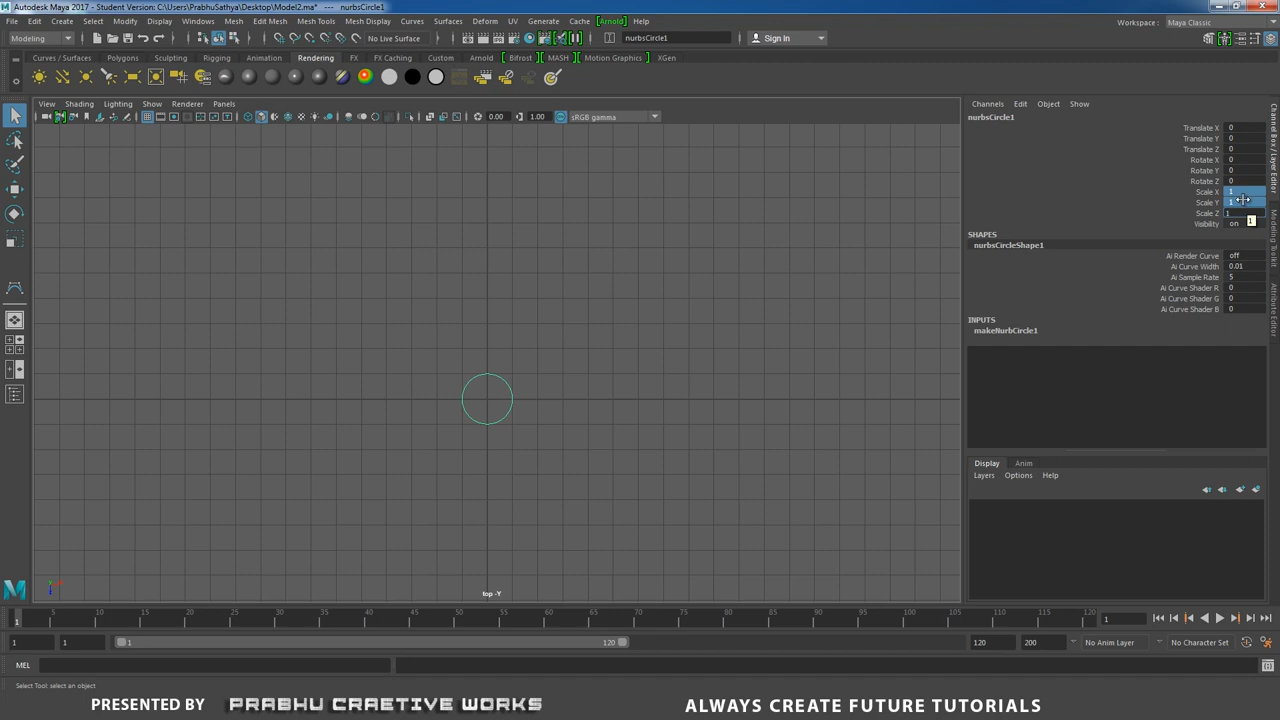 Autodesk Maya 2017 - Student Version: C:\Users\PrabhuSathya\Desktop\Model2.ma* --- nurbsCircle1
File Edit Create Select Modify Display Windows Mesh Edit Mesh Mesh Tools Mesh Display Curves Surfaces Deform UV Generate Cache [Arnold] Help
Workspace : Maya Classic
Modeling No Live Surface nurbsCircle1 Sign In
Curves / Surfaces Polygons Sculpting Rigging Animation Rendering FX FX Caching Custom Arnold Bifrost MASH Motion Graphics XGen
View Shading Lighting Show Renderer Panels
0.00 1.00 sRGB gamma
Channels Edit Object Show
nurbsCircle1
Translate X 0
Translate Y 0
Translate Z 0
Rotate X 0
Rotate Y 0
Rotate Z 0
Scale X 1
Scale Y 1
Scale Z 1
1
Visibility on
SHAPES
nurbsCircleShape1
Ai Render Curve off
Ai Curve Width 0.01
Ai Sample Rate 5
Ai Curve Shader R 0
Ai Curve Shader G 0
Ai Curve Shader B 0
INPUTS
makeNurbCircle1
Channel Box / Layer Editor
Modeling Toolkit
Attribute Editor
Display Anim
Layers Options Help
top -Y
5 10 15 20 25 30 35 40 45 50 55 60 65 70 75 80 85 90 95 100 105 110 115 120
1 1
1 1 1 120 120 200 No Anim Layer No Character Set
MEL
Select Tool: select an object
PRESENTED BY PRABHU CRAETIVE WORKS ALWAYS CREATE FUTURE TUTORIALS